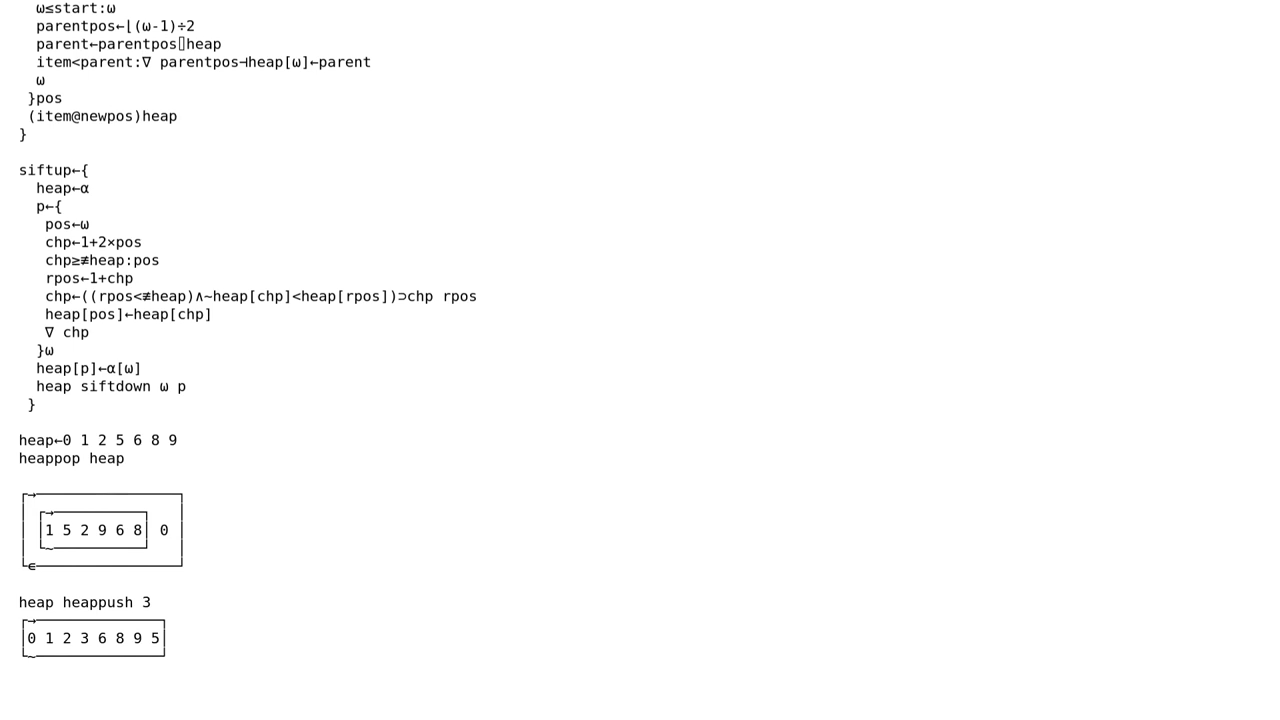 ⍵≤start:⍵
parentpos←⌊(⍵-1)÷2
parent←parentpos⌷heap
item<parent:∇ parentpos⊣heap[⍵]←parent
⍵
}pos
(item@newpos)heap
}
siftup←{
heap←⍺
p←{
pos←⍵
chp←1+2×pos
chp≥≢heap:pos
rpos←1+chp
chp←((rpos<≢heap)∧~heap[chp]<heap[rpos])⊃chp rpos
heap[pos]←heap[chp]
∇ chp
}⍵
heap[p]←⍺[⍵]
heap siftdown ⍵ p
}
heap←0 1 2 5 6 8 9
heappop heap
┌→────────────────┐
│ ┌→──────────┐   │
│ │1 5 2 9 6 8│ 0 │
│ └~──────────┘   │
└∊────────────────┘
heap heappush 3
┌→──────────────┐
│0 1 2 3 6 8 9 5│
└~──────────────┘